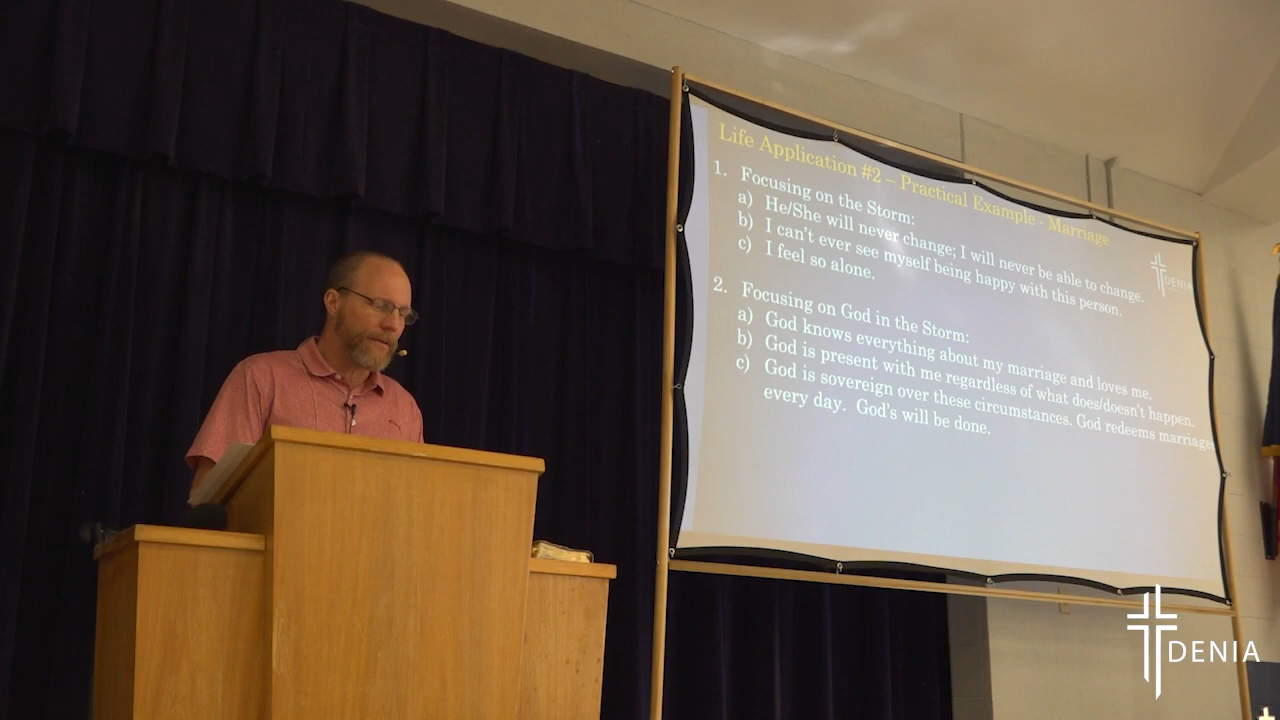 Life Application #2 – Practical Example - Marriage
1. Focusing on the Storm:
a) He/She will never change; I will never be able to change.
b) I can't ever see myself being happy with this person.
c) I feel so alone.
2. Focusing on God in the Storm:
a) God knows everything about my marriage and loves me.
b) God is present with me regardless of what does/doesn't happen.
c) God is sovereign over these circumstances. God redeems marriages
every day. God's will be done.
DENIA
DENIA